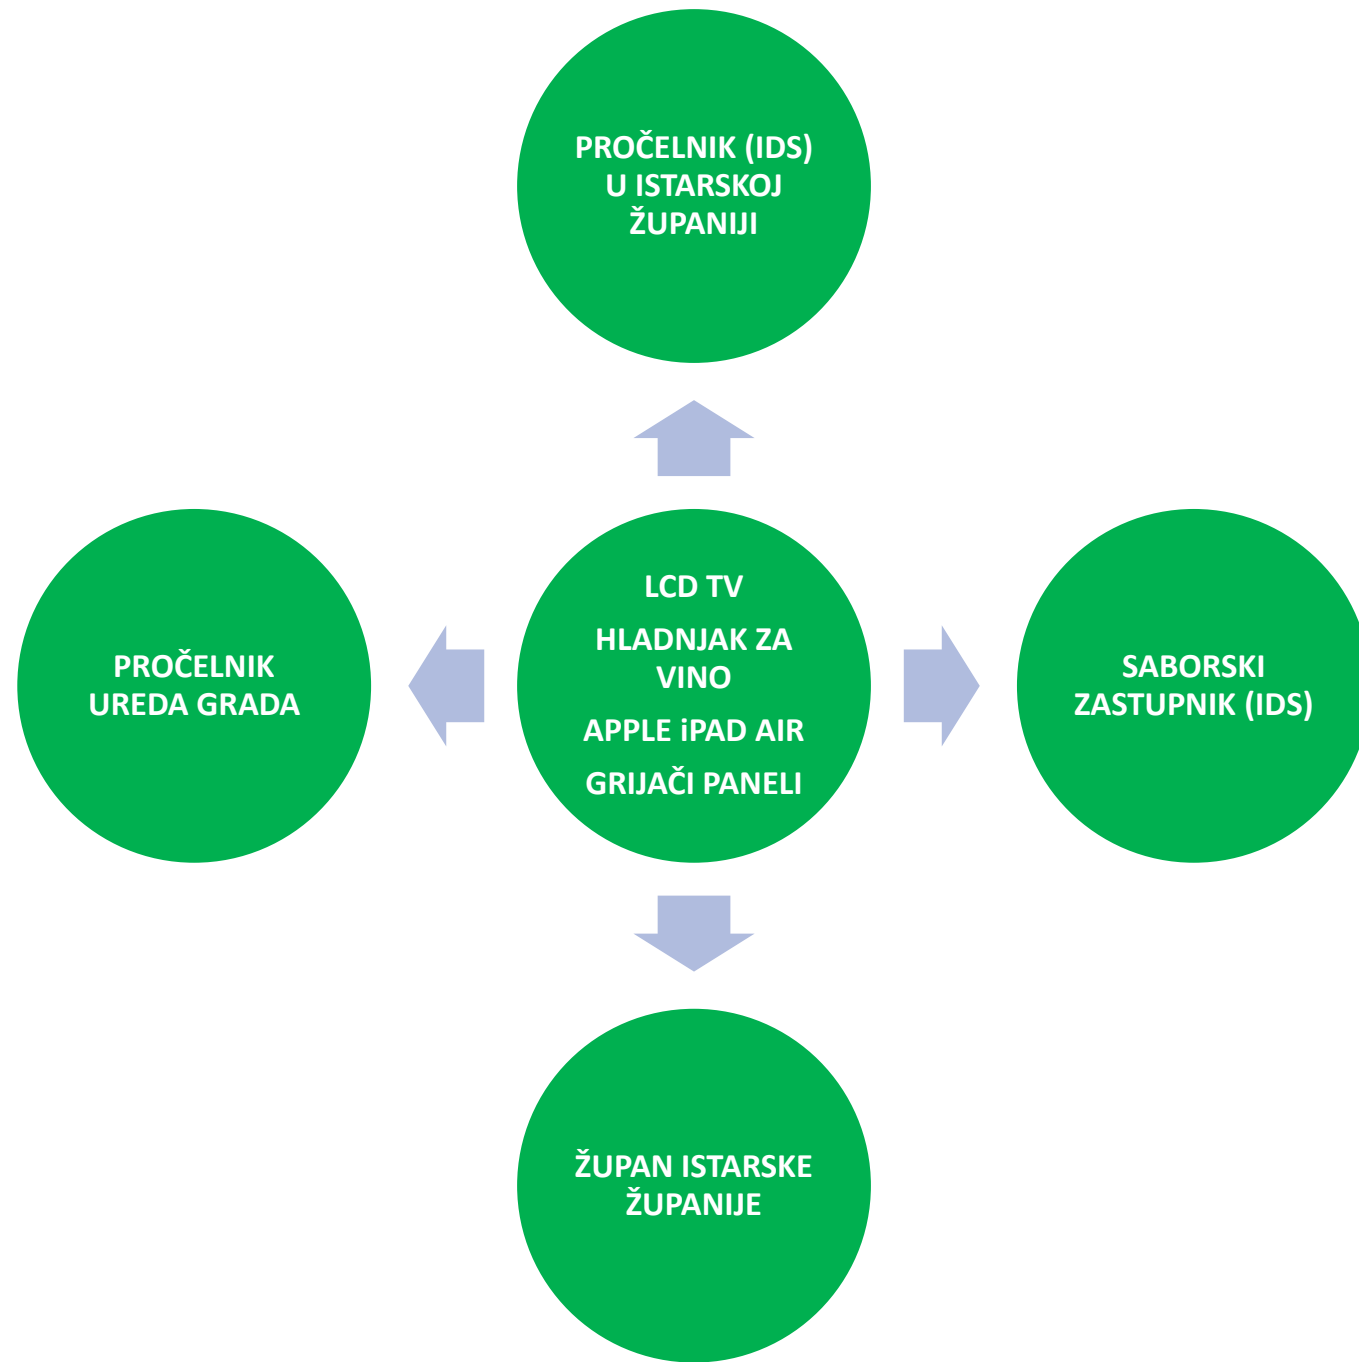 PROČELNIK (IDS)
U ISTARSKOJ
ŽUPANIJI
PROČELNIK
UREDA GRADA
LCD TV
HLADNJAK ZA
VINO
APPLE iPAD AIR
GRIJAČI PANELI
SABORSKI
ZASTUPNIK (IDS)
ŽUPAN ISTARSKE
ŽUPANIJE